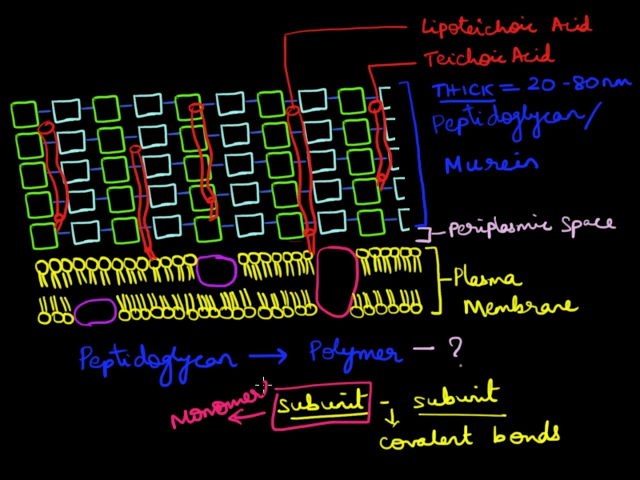 Lipoteichoic Acid
Teichoic Acid
THICK = 20-80nm
Peptidoglycan/
Murein
Periplasmic Space
Plasma
Membrane
Peptidoglycan → Polymer - ?
Monomer ← subunit - subunit
↓
covalent bonds